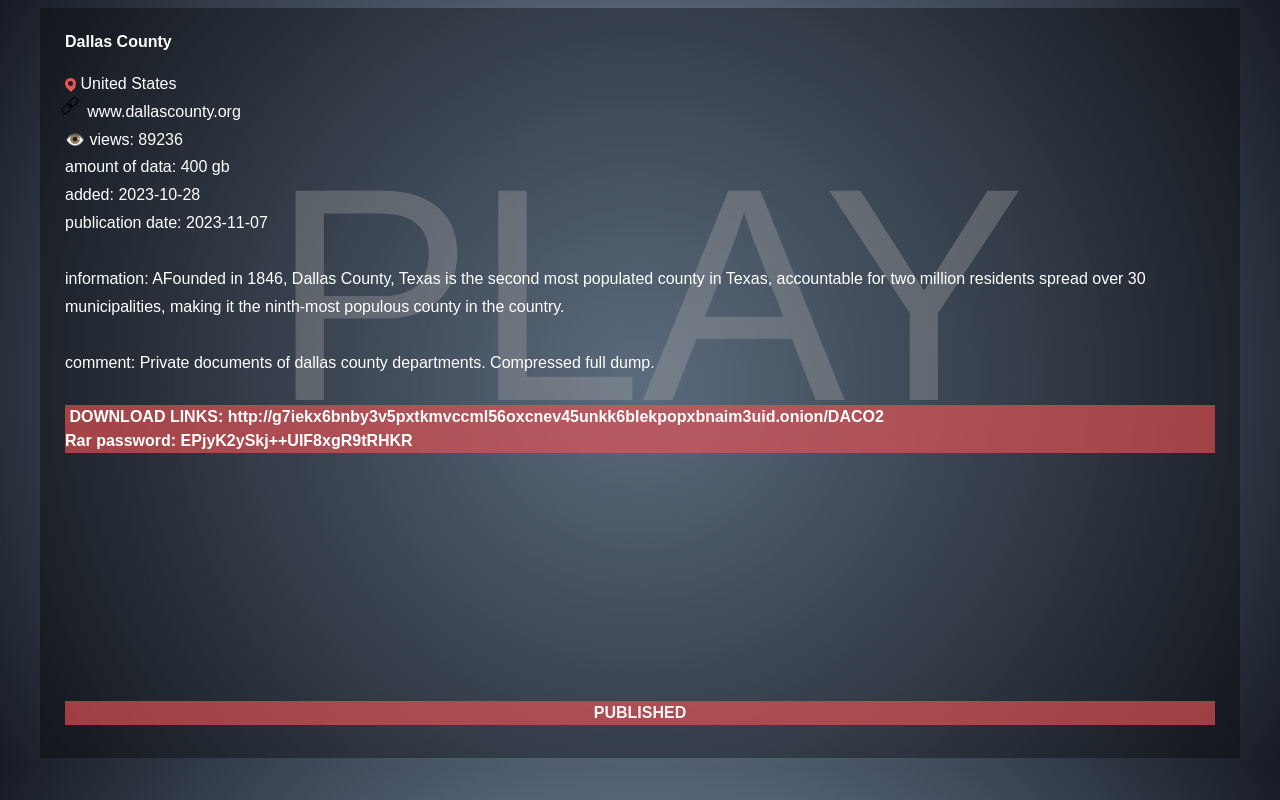 Dallas County
United States
www.dallascounty.org
views: 89236
amount of data: 400 gb
added: 2023-10-28
publication date: 2023-11-07
PLAY
information: AFounded in 1846, Dallas County, Texas is the second most populated county in Texas, accountable for two million residents spread over 30
municipalities, making it the ninth-most populous county in the country.
comment: Private documents of dallas county departments. Compressed full dump.
DOWNLOAD LINKS: http://g7iekx6bnby3v5pxtkmvccml56oxcnev45unkk6blekpopxbnaim3uid.onion/DACO2
Rar password: EPjyK2ySkj++UIF8xgR9tRHKR
PUBLISHED